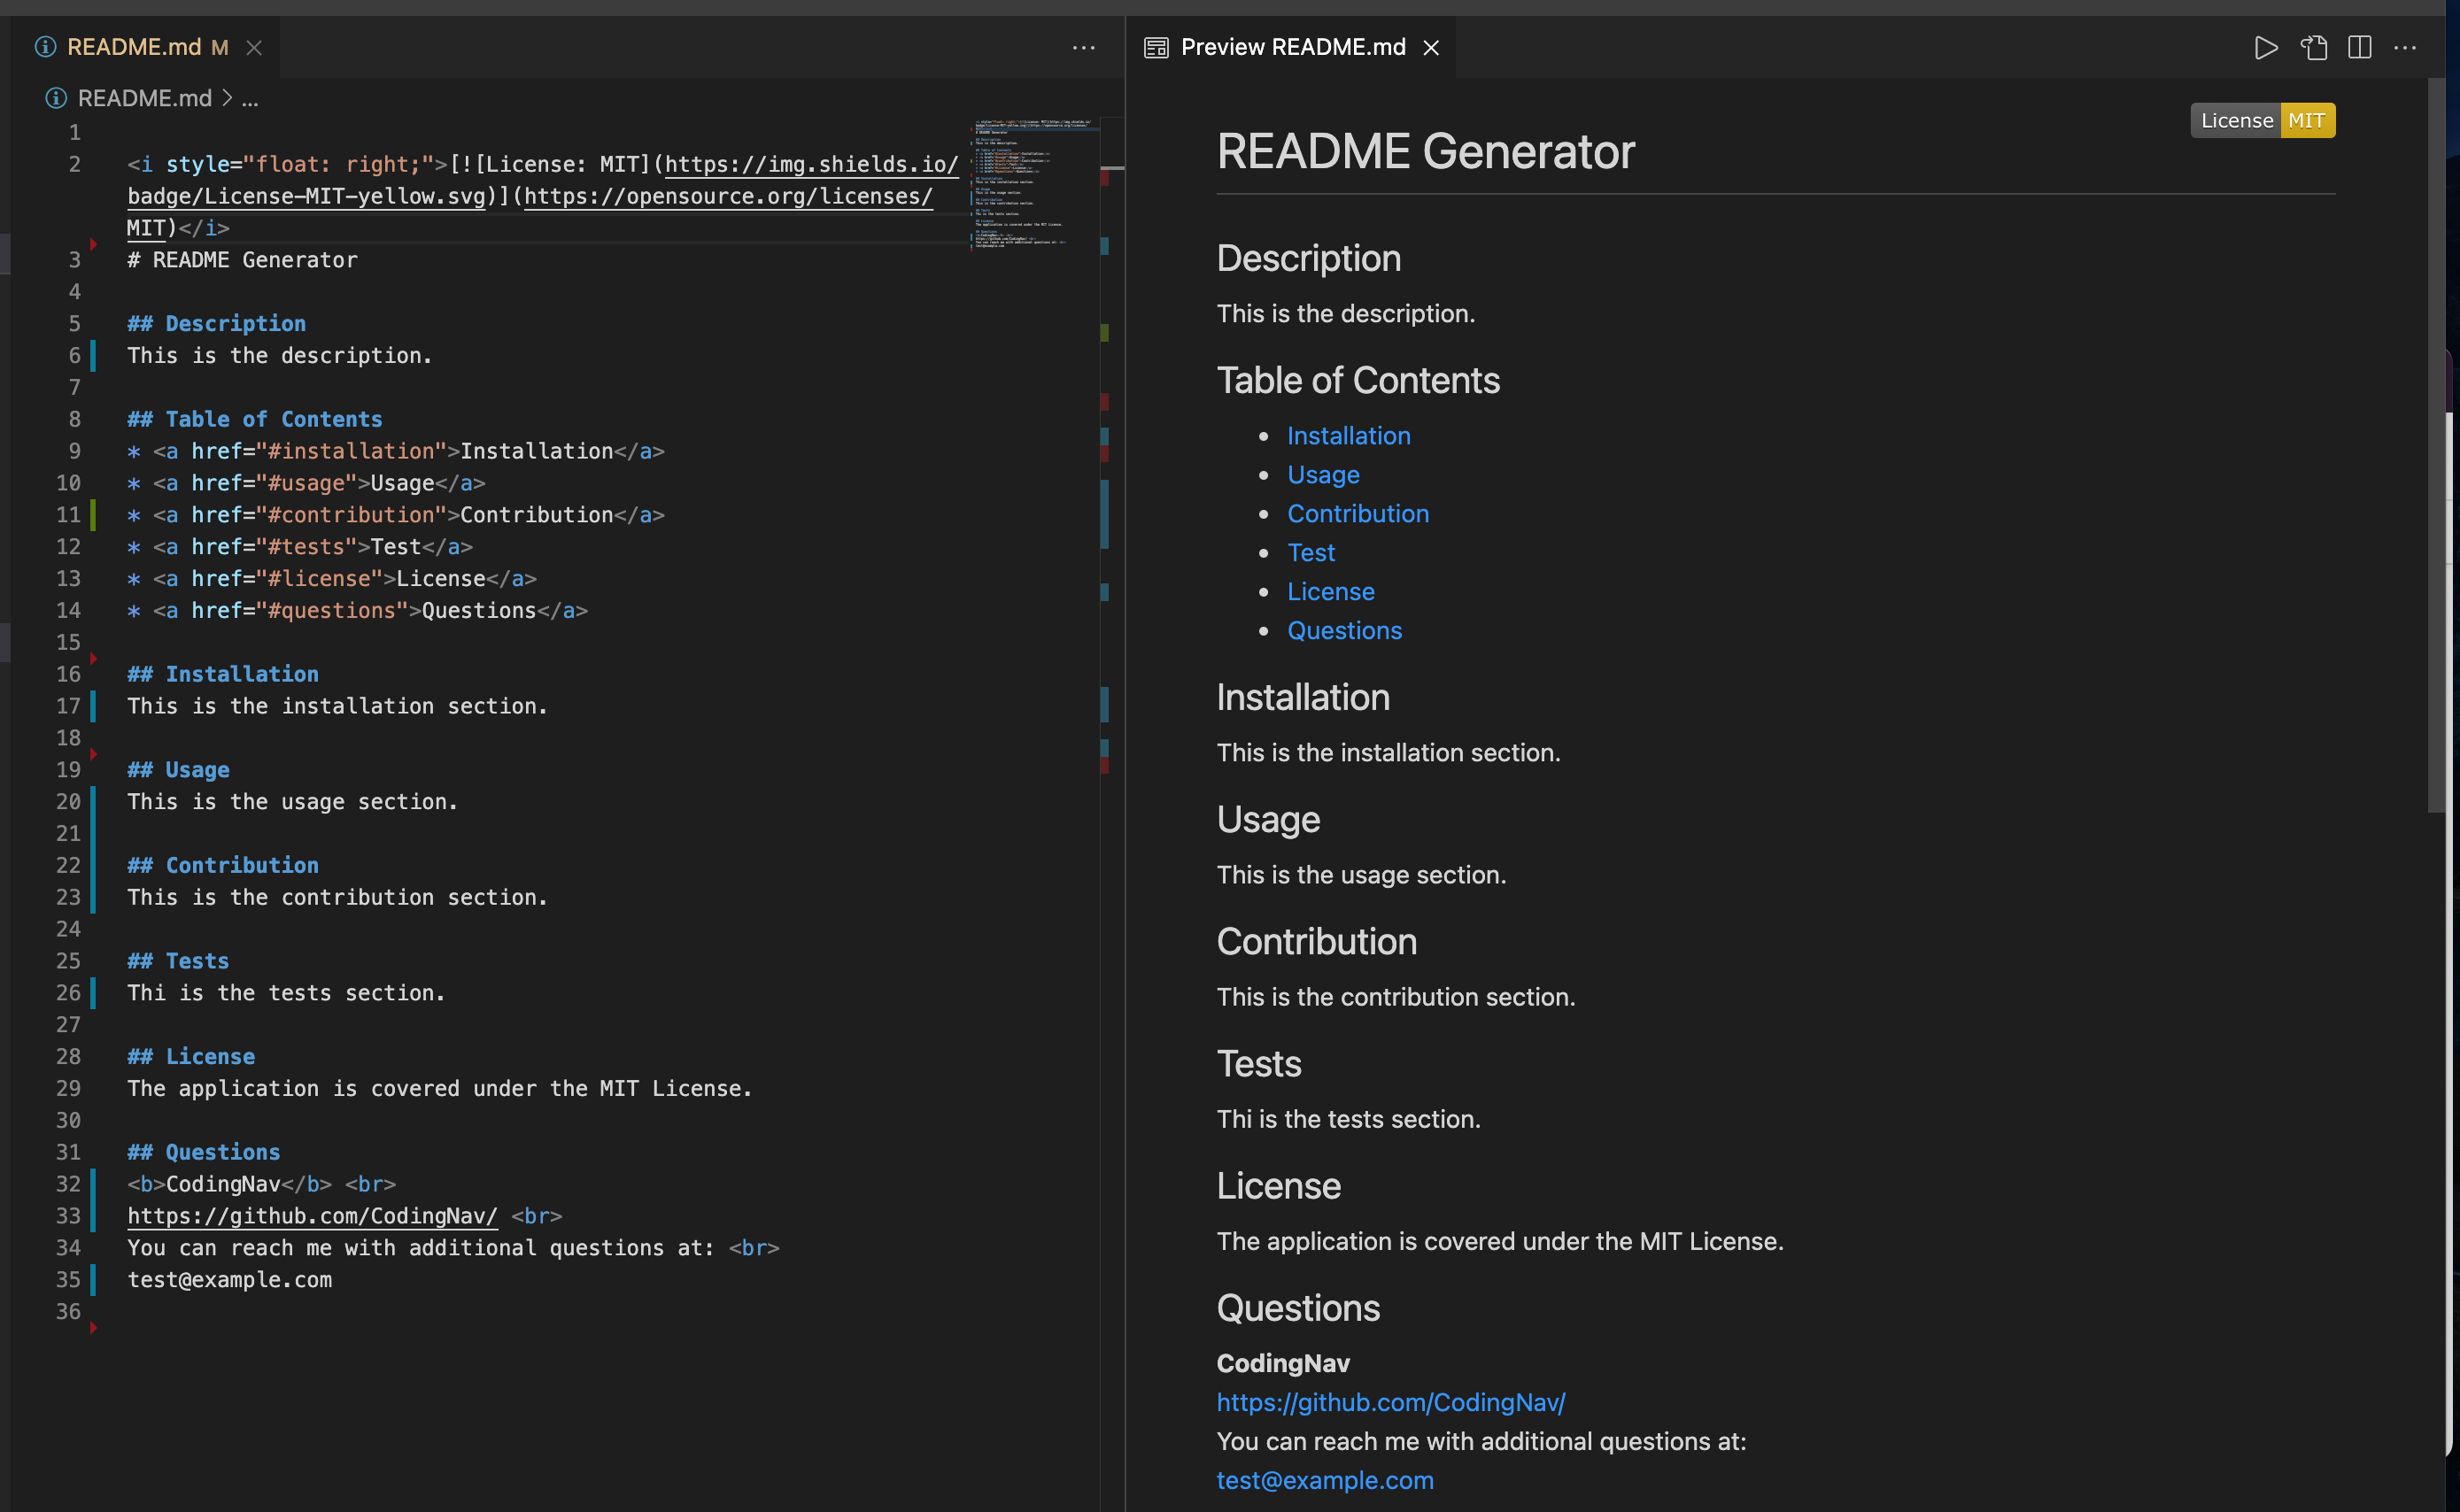 README.md M
README.md > ...
1
2 <i style="float: right;">[![License: MIT](https://img.shields.io/
badge/License-MIT-yellow.svg)](https://opensource.org/licenses/
MIT)</i>
3 # README Generator
4
5 ## Description
6 This is the description.
7
8 ## Table of Contents
9 * <a href="#installation">Installation</a>
10 * <a href="#usage">Usage</a>
11 * <a href="#contribution">Contribution</a>
12 * <a href="#tests">Test</a>
13 * <a href="#license">License</a>
14 * <a href="#questions">Questions</a>
15
16 ## Installation
17 This is the installation section.
18
19 ## Usage
20 This is the usage section.
21
22 ## Contribution
23 This is the contribution section.
24
25 ## Tests
26 Thi is the tests section.
27
28 ## License
29 The application is covered under the MIT License.
30
31 ## Questions
32 <b>CodingNav</b> <br>
33 https://github.com/CodingNav/ <br>
34 You can reach me with additional questions at: <br>
35 test@example.com
36
Preview README.md
License MIT
README Generator
Description
This is the description.
Table of Contents
• Installation
• Usage
• Contribution
• Test
• License
• Questions
Installation
This is the installation section.
Usage
This is the usage section.
Contribution
This is the contribution section.
Tests
Thi is the tests section.
License
The application is covered under the MIT License.
Questions
CodingNav
https://github.com/CodingNav/
You can reach me with additional questions at:
test@example.com